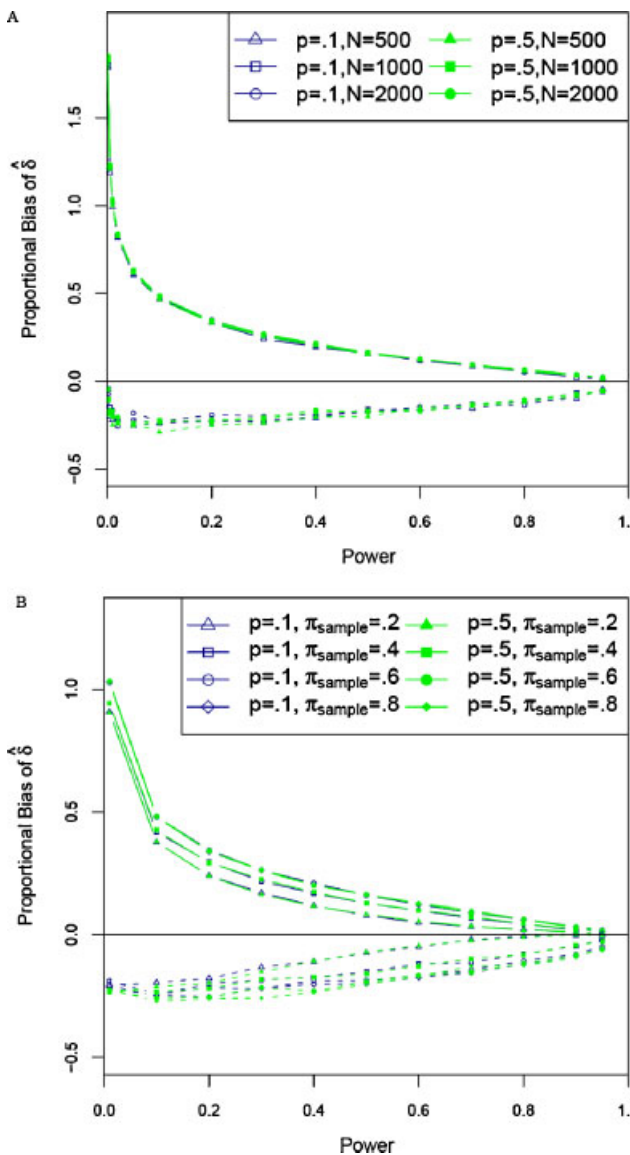 A
p=.1,N=500 p=.5,N=500
p=.1,N=1000 p=.5,N=1000
p=.1,N=2000 p=.5,N=2000
Proportional Bias of δ̂
1.5
1.0
0.5
0.0
−0.5
0.0 0.2 0.4 0.6 0.8 1.
Power
B
p=.1, πsample=.2 p=.5, πsample=.2
p=.1, πsample=.4 p=.5, πsample=.4
p=.1, πsample=.6 p=.5, πsample=.6
p=.1, πsample=.8 p=.5, πsample=.8
Proportional Bias of δ̂
1.0
0.5
0.0
−0.5
0.0 0.2 0.4 0.6 0.8 1.
Power